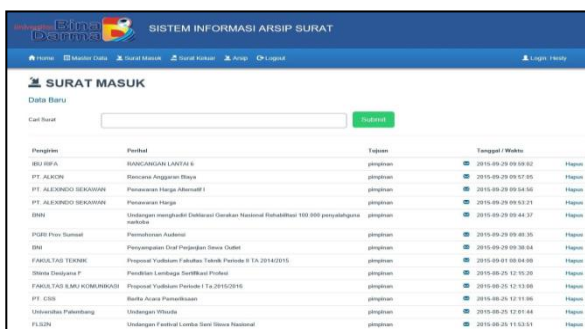 Universitas Bina Darma
SISTEM INFORMASI ARSIP SURAT
Home Master Data Surat Masuk Surat Keluar Arsip Logout Login: Hesty
SURAT MASUK
Data Baru
Cari Surat Submit
Pengirim Perihal Tujuan Tanggal / Waktu
IBU RIFA RANCANGAN LANTAI 6 pimpinan 2015-09-29 09:59:02 Hapus
PT. ALKON Rencana Anggaran Biaya pimpinan 2015-09-29 09:57:05 Hapus
PT. ALEXINDO SEKAWAN Penawaran Harga Alternatif I pimpinan 2015-09-29 09:54:58 Hapus
PT. ALEXINDO SEKAWAN Penawaran Harga pimpinan 2015-09-29 09:53:21 Hapus
BNN Undangan menghadiri Deklarasi Gerakan Nasional Rehabilitasi 100.000 penyalahguna pimpinan 2015-09-29 09:44:37 Hapus
narkoba
PGRI Prov Sumsel Permohonan Audensi pimpinan 2015-09-29 09:40:35 Hapus
BNI Penyampaian Draf Perjanjian Sewa Outlet pimpinan 2015-09-29 09:38:04 Hapus
FAKULTAS TEKNIK Proposal Yudisium Fakultas Teknik Periode II TA 2014/2015 pimpinan 2015-09-01 08:04:08 Hapus
Shinta Desiyana F Pendirian Lembaga Sertifikasi Profesi pimpinan 2015-08-25 12:15:20 Hapus
FAKULTAS ILMU KOMUNIKASI Proposal Yudisium Periode I Ta.2015/2016 pimpinan 2015-08-25 12:13:08 Hapus
PT. CSS Berita Acara Pemeriksaan pimpinan 2015-08-25 12:11:06 Hapus
Universitas Palembang Undangan Wisuda pimpinan 2015-08-25 12:01:44 Hapus
FLS2N Undangan Festival Lomba Seni Siswa Nasional pimpinan 2015-08-25 11:53:51 Hapus